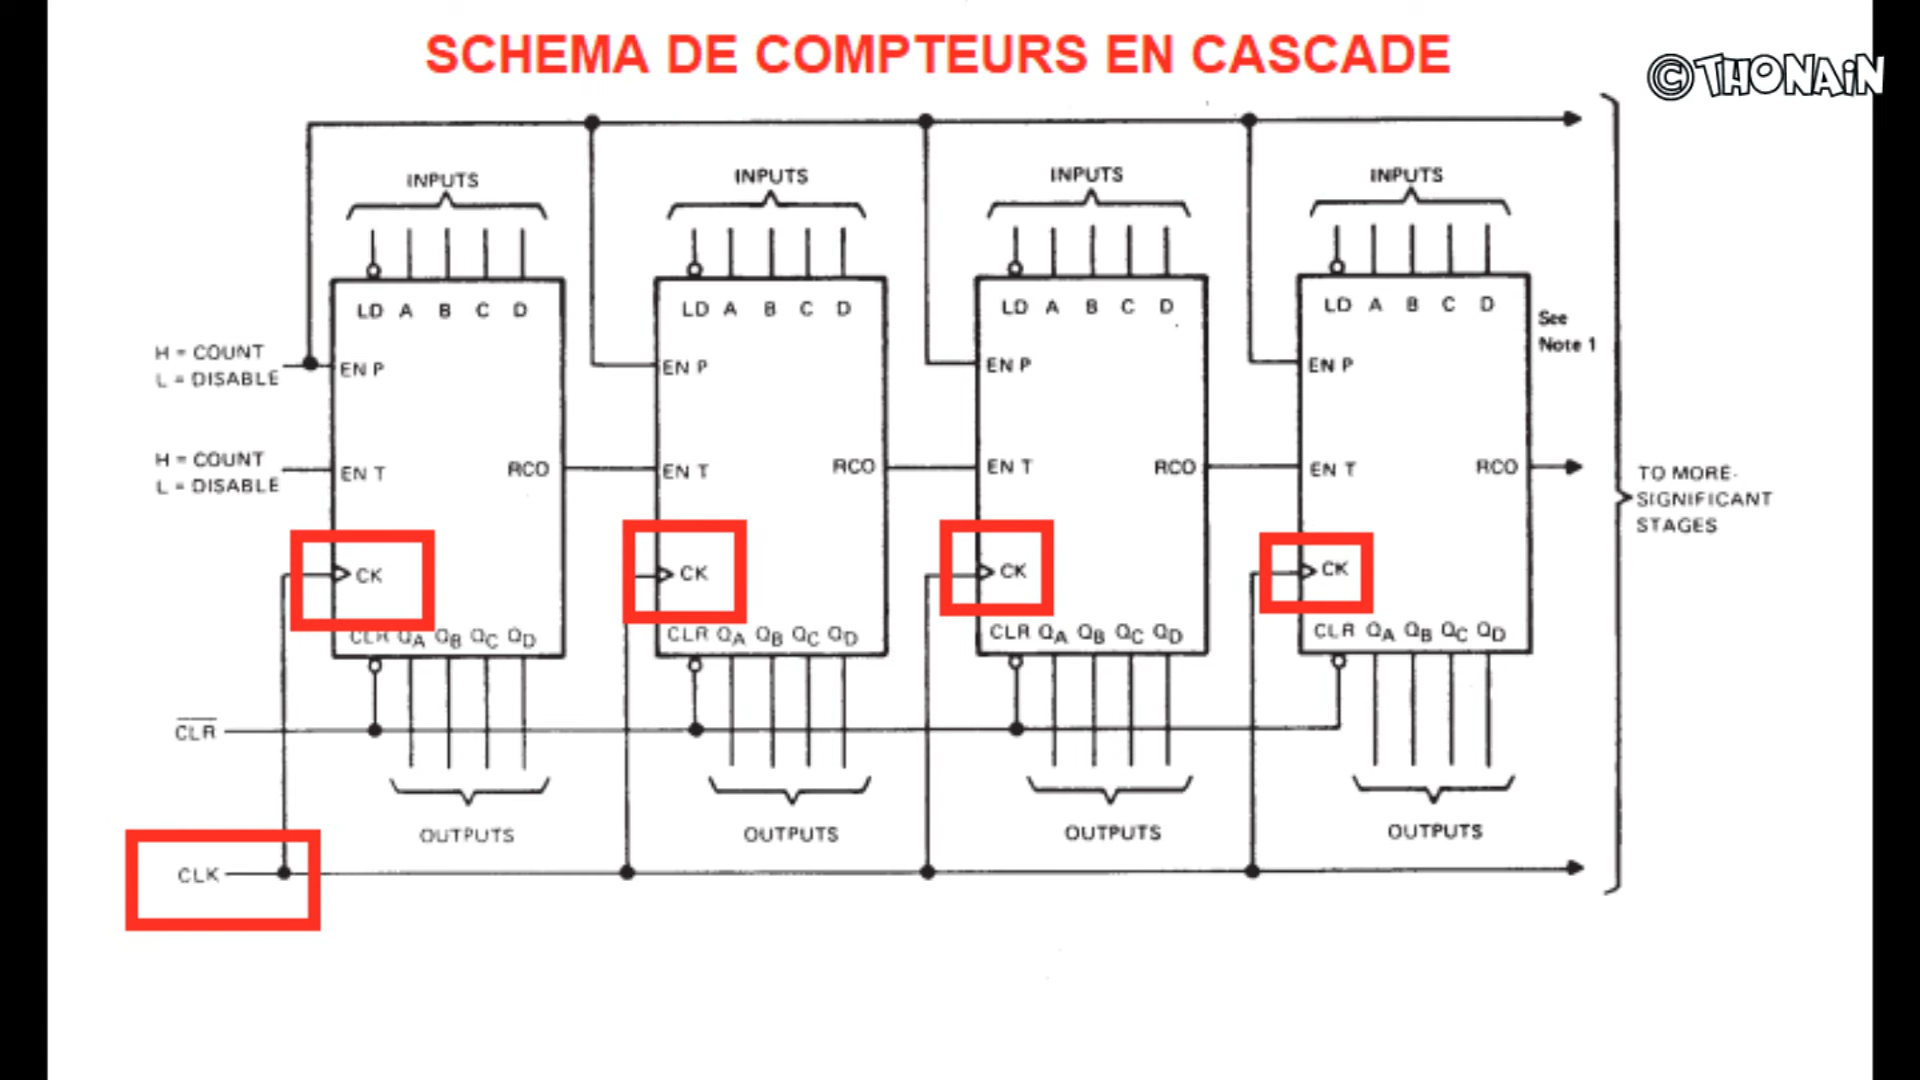 SCHEMA DE COMPTEURS EN CASCADE
©THONAiN
INPUTS INPUTS INPUTS INPUTS
LD A B C D LD A B C D LD A B C D LD A B C D
See
Note 1
H = COUNT
L = DISABLE
EN P EN P EN P EN P
H = COUNT
L = DISABLE
EN T RCO EN T RCO EN T RCO EN T RCO
TO MORE-
SIGNIFICANT
STAGES
CK CK CK CK
CLR QA QB QC QD CLR QA QB QC QD CLR QA QB QC QD CLR QA QB QC QD
CLR
OUTPUTS OUTPUTS OUTPUTS OUTPUTS
CLK